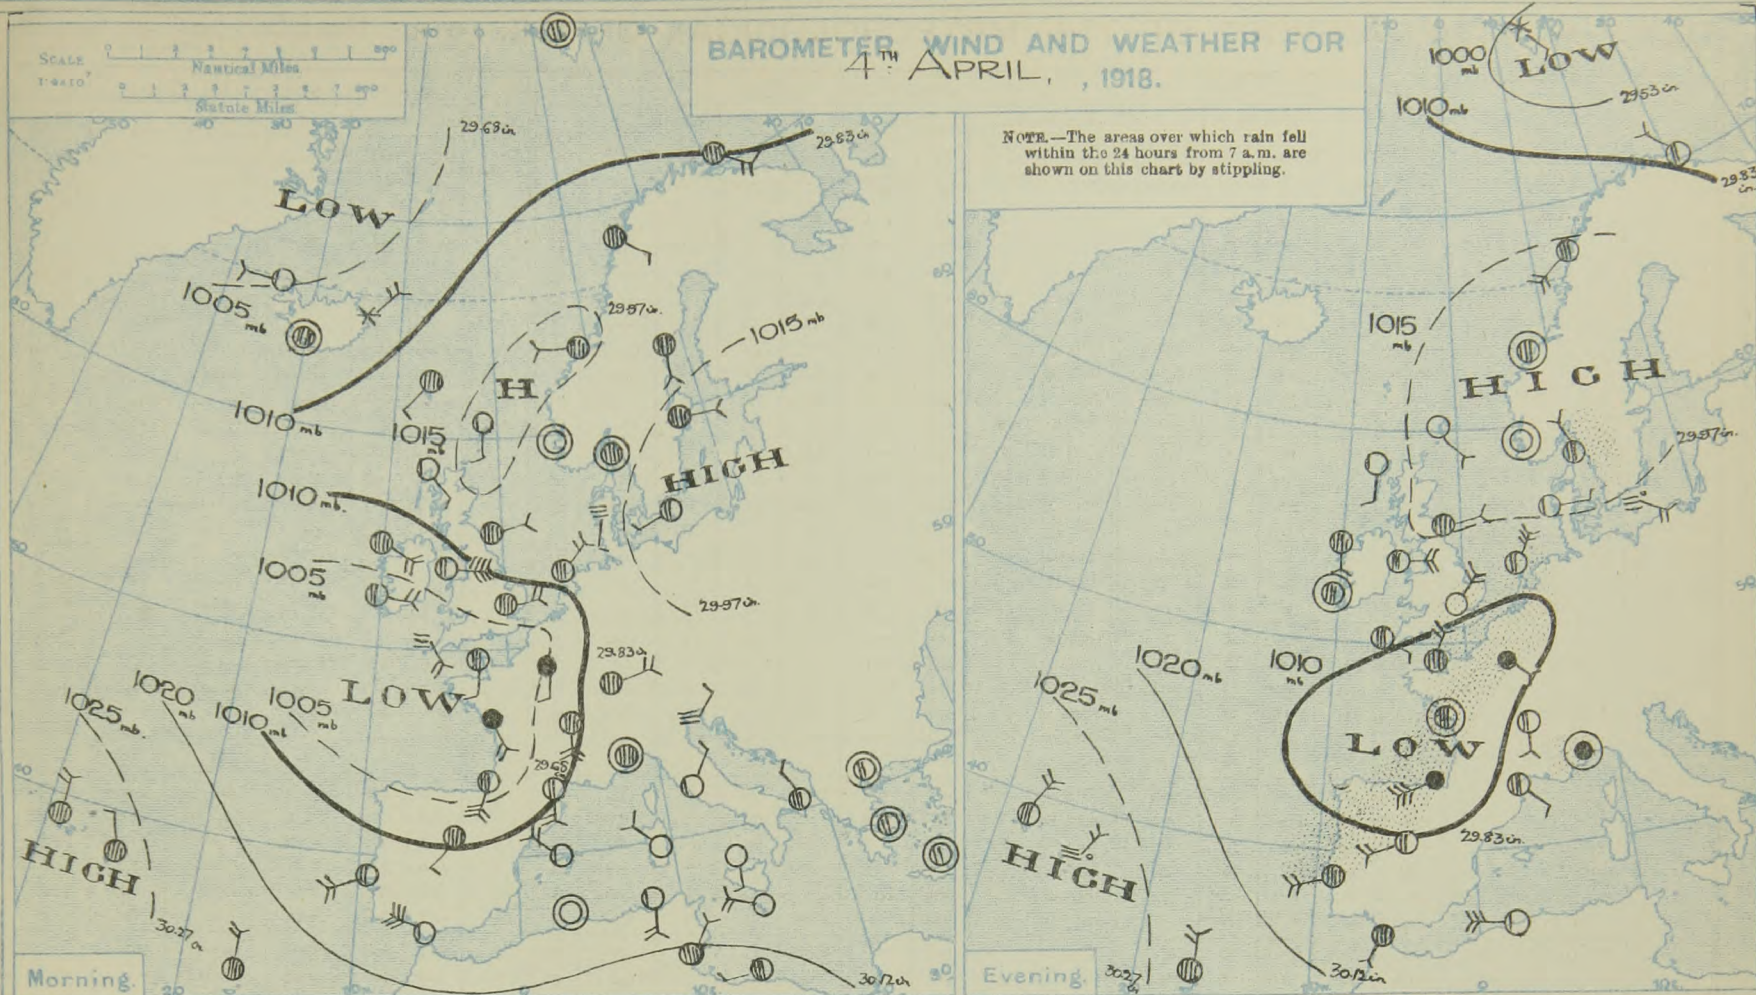 SCALE
Nautical Miles
Statute Miles
BAROMETER, WIND AND WEATHER FOR
4TH APRIL, , 1918.
NOTE.—The areas over which rain fell
within the 24 hours from 7 a.m. are
shown on this chart by stippling.
29.68 in
29.83 in
LOW
1005 mb
29.97 in.
1015 mb
H
1010 mb
1015 mb
HIGH
1010 mb.
1005 mb
29.97 in.
29.83 in
1025 mb.
1020 mb
1010 mb
1005 mb
LOW
29.68
HIGH
30.27 in
30.12 in
Morning.
1000 mb
LOW
29.53 in
1010 mb
29.83 in.
1015 mb
HIGH
29.97 in.
1025 mb
1020 mb
1010 mb
LOW
29.83 in.
HIGH
30.27 in
30.12 in
Evening.